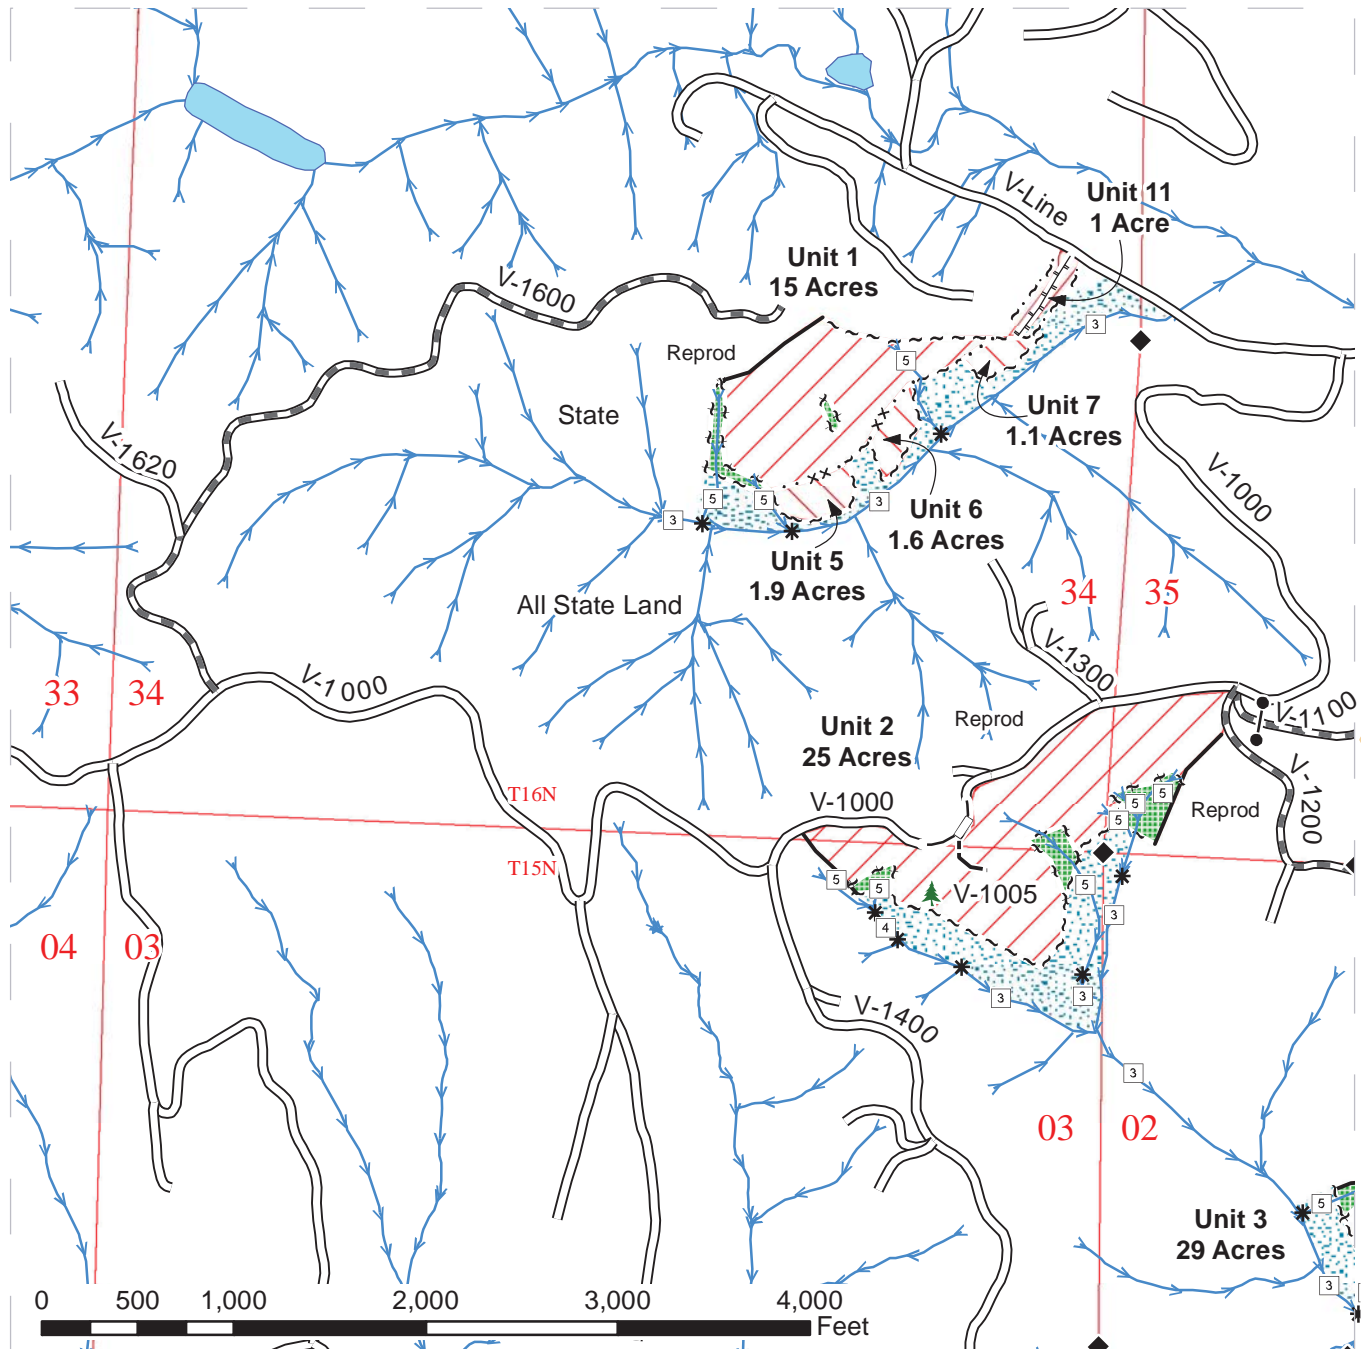 V-Line
Unit 11
1 Acre
Unit 1
15 Acres
V-1600
3
Reprod
5
State
Unit 7
1.1 Acres
V-1620
V-1000
5
5
3
3
Unit 6
1.6 Acres
Unit 5
1.9 Acres
All State Land
34
35
V-1300
33
34
V-1000
V-1100
Reprod
Unit 2
25 Acres
V-1200
T16N
V-1000
5
5
5
Reprod
T15N
5
5
5
V-1005
3
4
04
03
3
3
V-1400
3
03
02
5
Unit 3
29 Acres
3
0
500
1,000
2,000
3,000
4,000
Feet